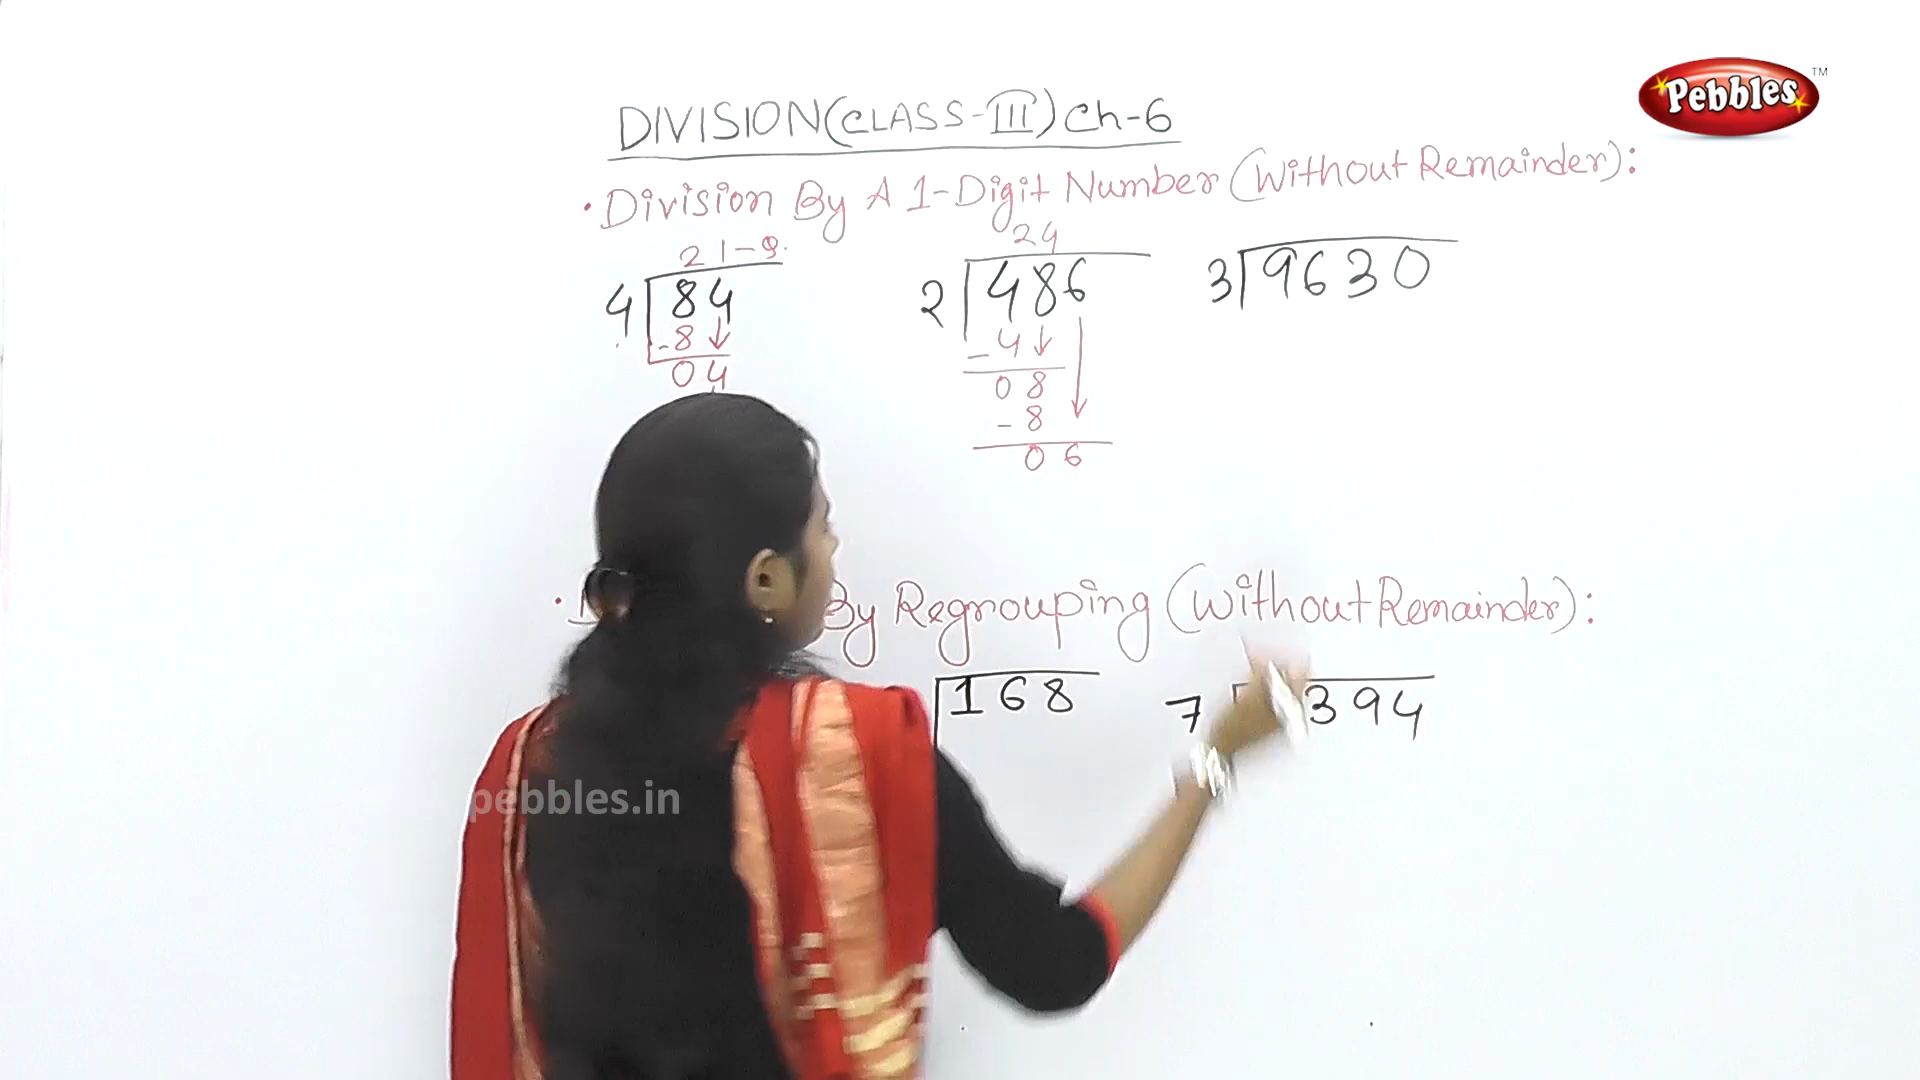 Pebbles TM
DIVISION(CLASS-III)Ch-6
• Division By A 1-Digit Number (Without Remainder):
21-Q.
4 84
-8↓
04
24
2 486
-4↓
08
-8
06
3 9630
By Regrouping (Without Remainder):
168
7 394
pebbles.in